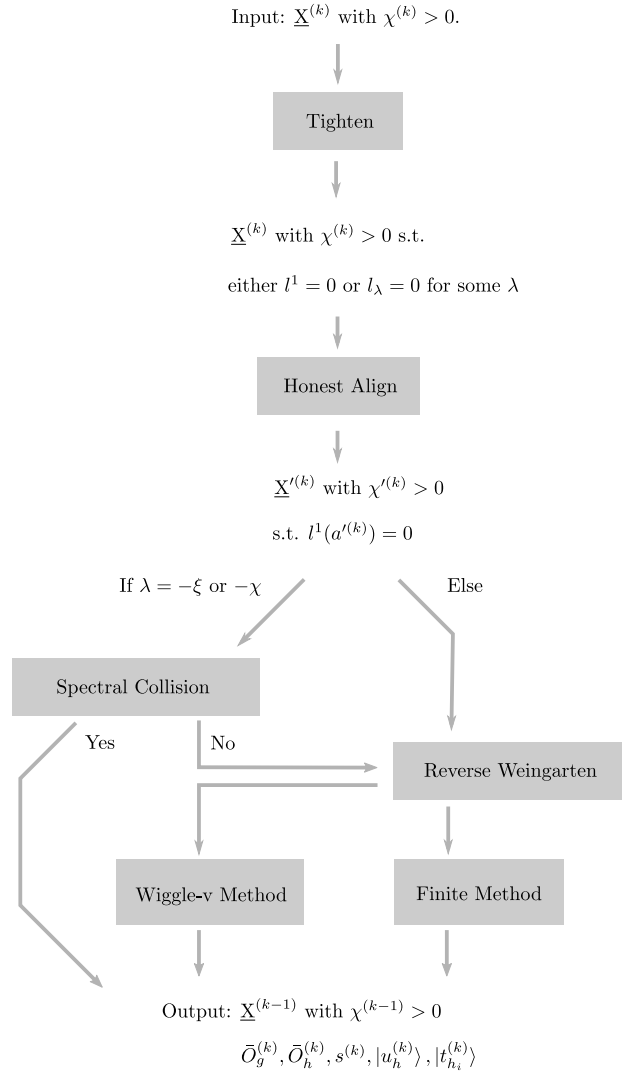 Input: X̲^(k) with χ^(k) > 0.
Tighten
X̲^(k) with χ^(k) > 0 s.t.
either l¹ = 0 or l_λ = 0 for some λ
Honest Align
X̲′^(k) with χ′^(k) > 0
s.t. l¹(a′^(k)) = 0
If λ = −ξ or −χ
Else
Spectral Collision
Yes
No
Reverse Weingarten
Wiggle-v Method
Finite Method
Output: X̲^(k−1) with χ^(k−1) > 0
Ō_g^(k), Ō_h^(k), s^(k), |u_h^(k)⟩, |t_{h_i}^(k)⟩